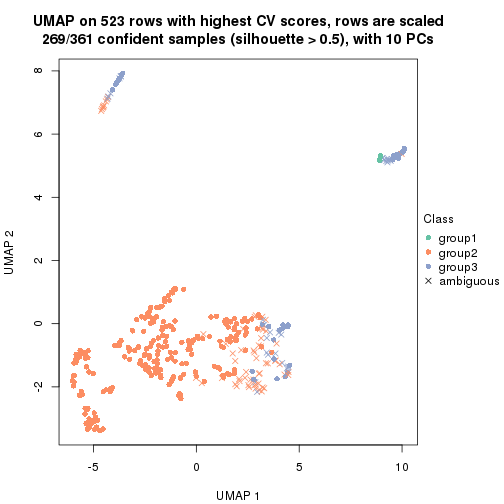 UMAP on 523 rows with highest CV scores, rows are scaled
269/361 confident samples (silhouette > 0.5), with 10 PCs
8
6
4
2
0
-2
UMAP 2
-5
0
5
10
UMAP 1
Class
group1
group2
group3
ambiguous